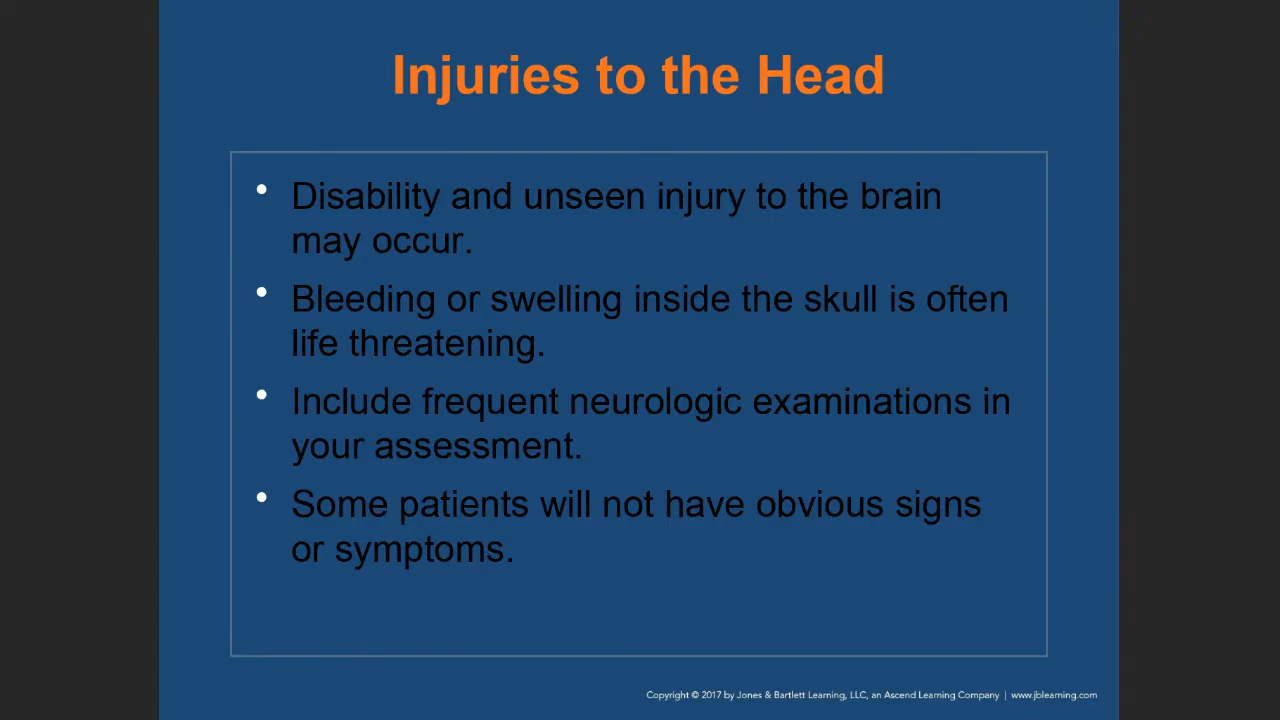 Injuries to the Head
• Disability and unseen injury to the brain
may occur.
• Bleeding or swelling inside the skull is often
life threatening.
• Include frequent neurologic examinations in
your assessment.
• Some patients will not have obvious signs
or symptoms.
Copyright © 2017 by Jones & Bartlett Learning, LLC, an Ascend Learning Company | www.jblearning.com